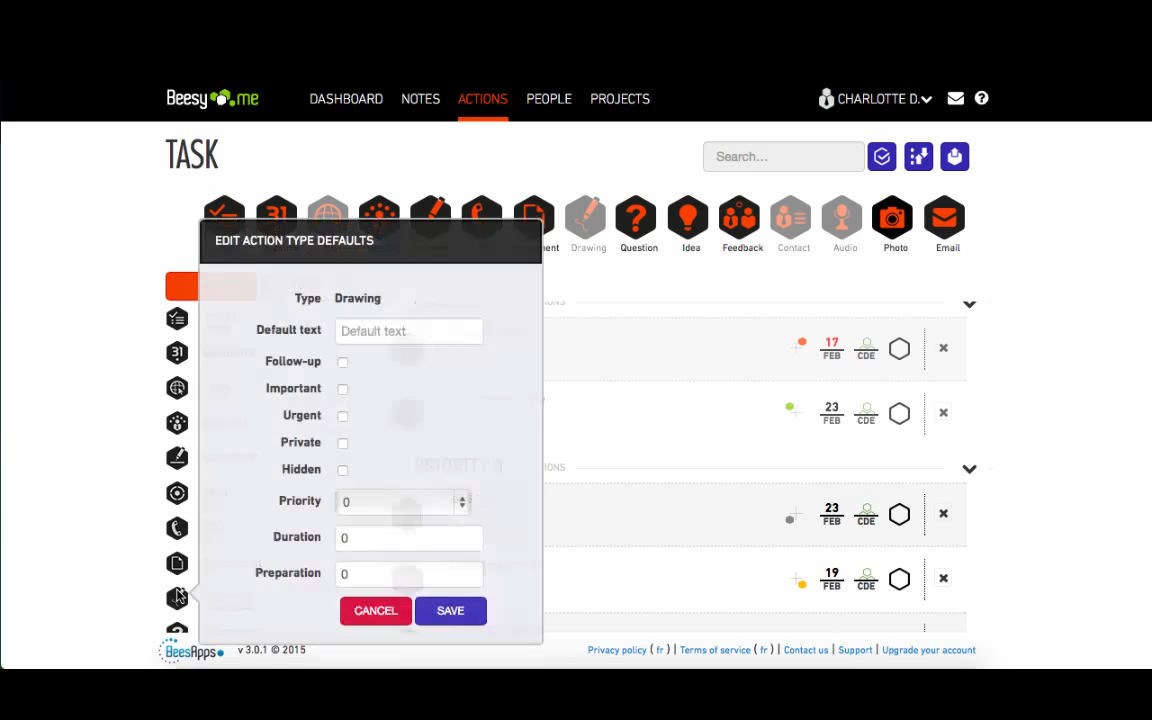 Beesy.me
DASHBOARD
NOTES
ACTIONS
PEOPLE
PROJECTS
CHARLOTTE D.
TASK
Search...
31
Drawing
Question
Idea
Feedback
Contact
Audio
Photo
Email
EDIT ACTION TYPE DEFAULTS
Type Drawing
Default text Default text
Follow-up
Important
Urgent
Private
Hidden
Priority 0
Duration 0
Preparation 0
CANCEL SAVE
31
17 FEB CDE
23 FEB CDE
PRIORITY
23 FEB CDE
19 FEB CDE
BeesApps
v 3.0.1 © 2015
Privacy policy ( fr ) | Terms of service ( fr ) | Contact us | Support | Upgrade your account